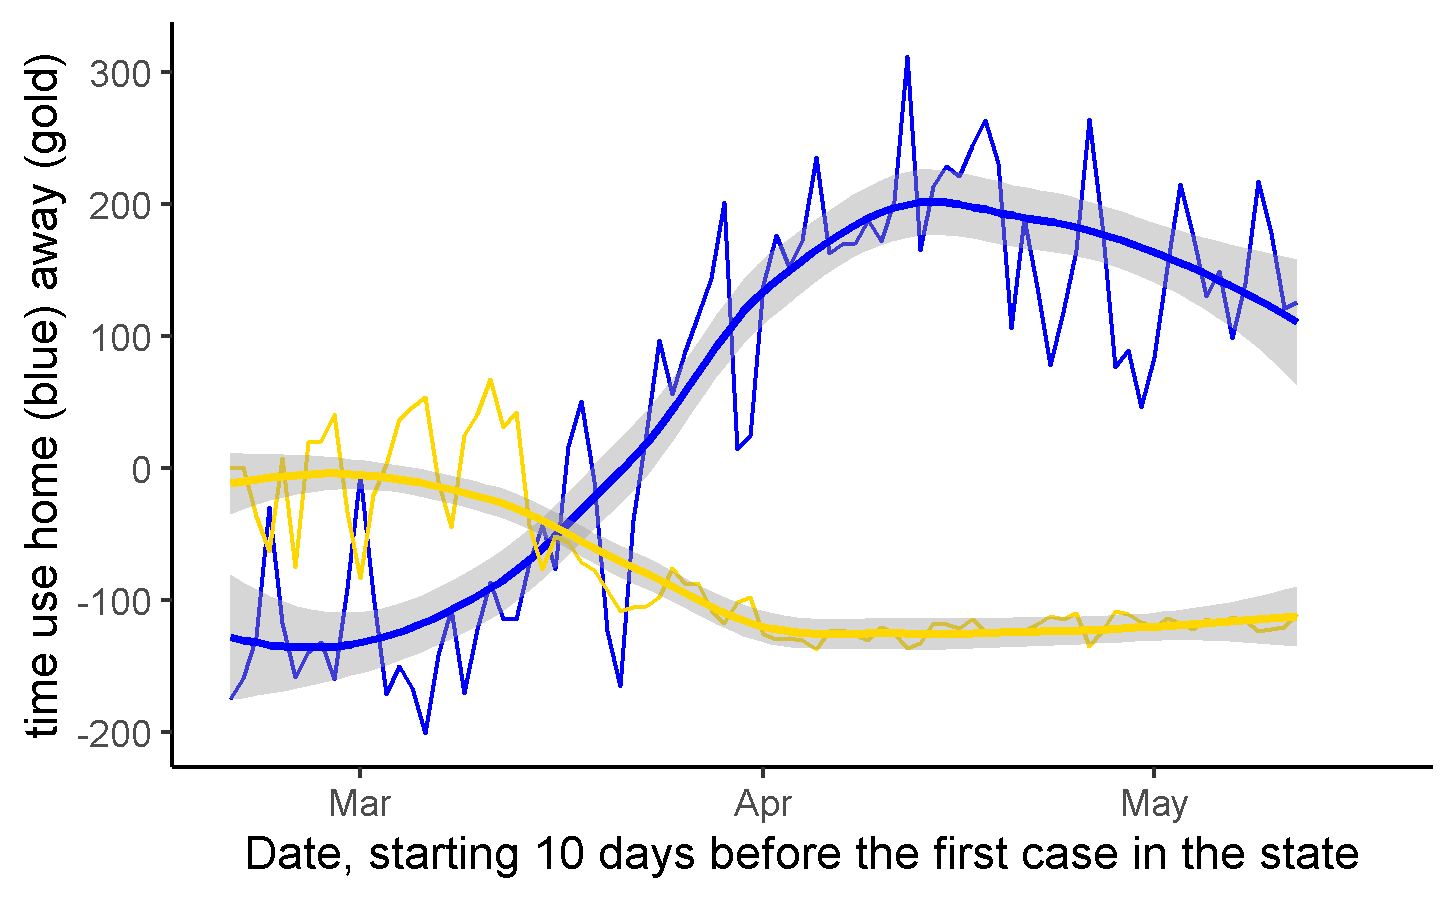 time use home (blue) away (gold)
300
200
100
0
-100
-200
Mar
Apr
May
Date, starting 10 days before the first case in the state